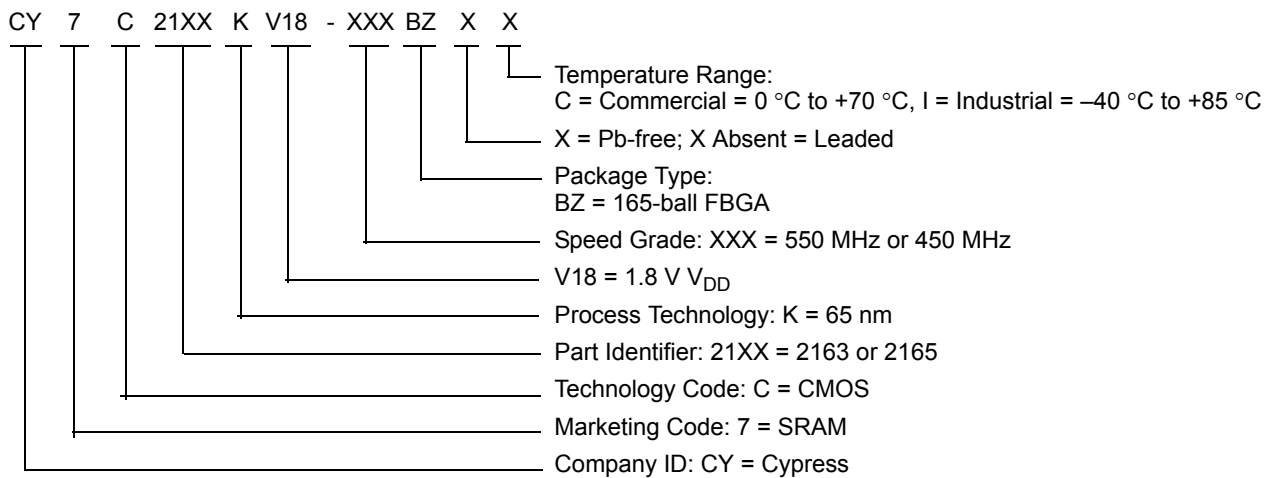 CY 7 C 21XX K V18 - XXX BZ X X
Temperature Range:
C = Commercial = 0 °C to +70 °C, I = Industrial = –40 °C to +85 °C
X = Pb-free; X Absent = Leaded
Package Type:
BZ = 165-ball FBGA
Speed Grade: XXX = 550 MHz or 450 MHz
V18 = 1.8 V VDD
Process Technology: K = 65 nm
Part Identifier: 21XX = 2163 or 2165
Technology Code: C = CMOS
Marketing Code: 7 = SRAM
Company ID: CY = Cypress